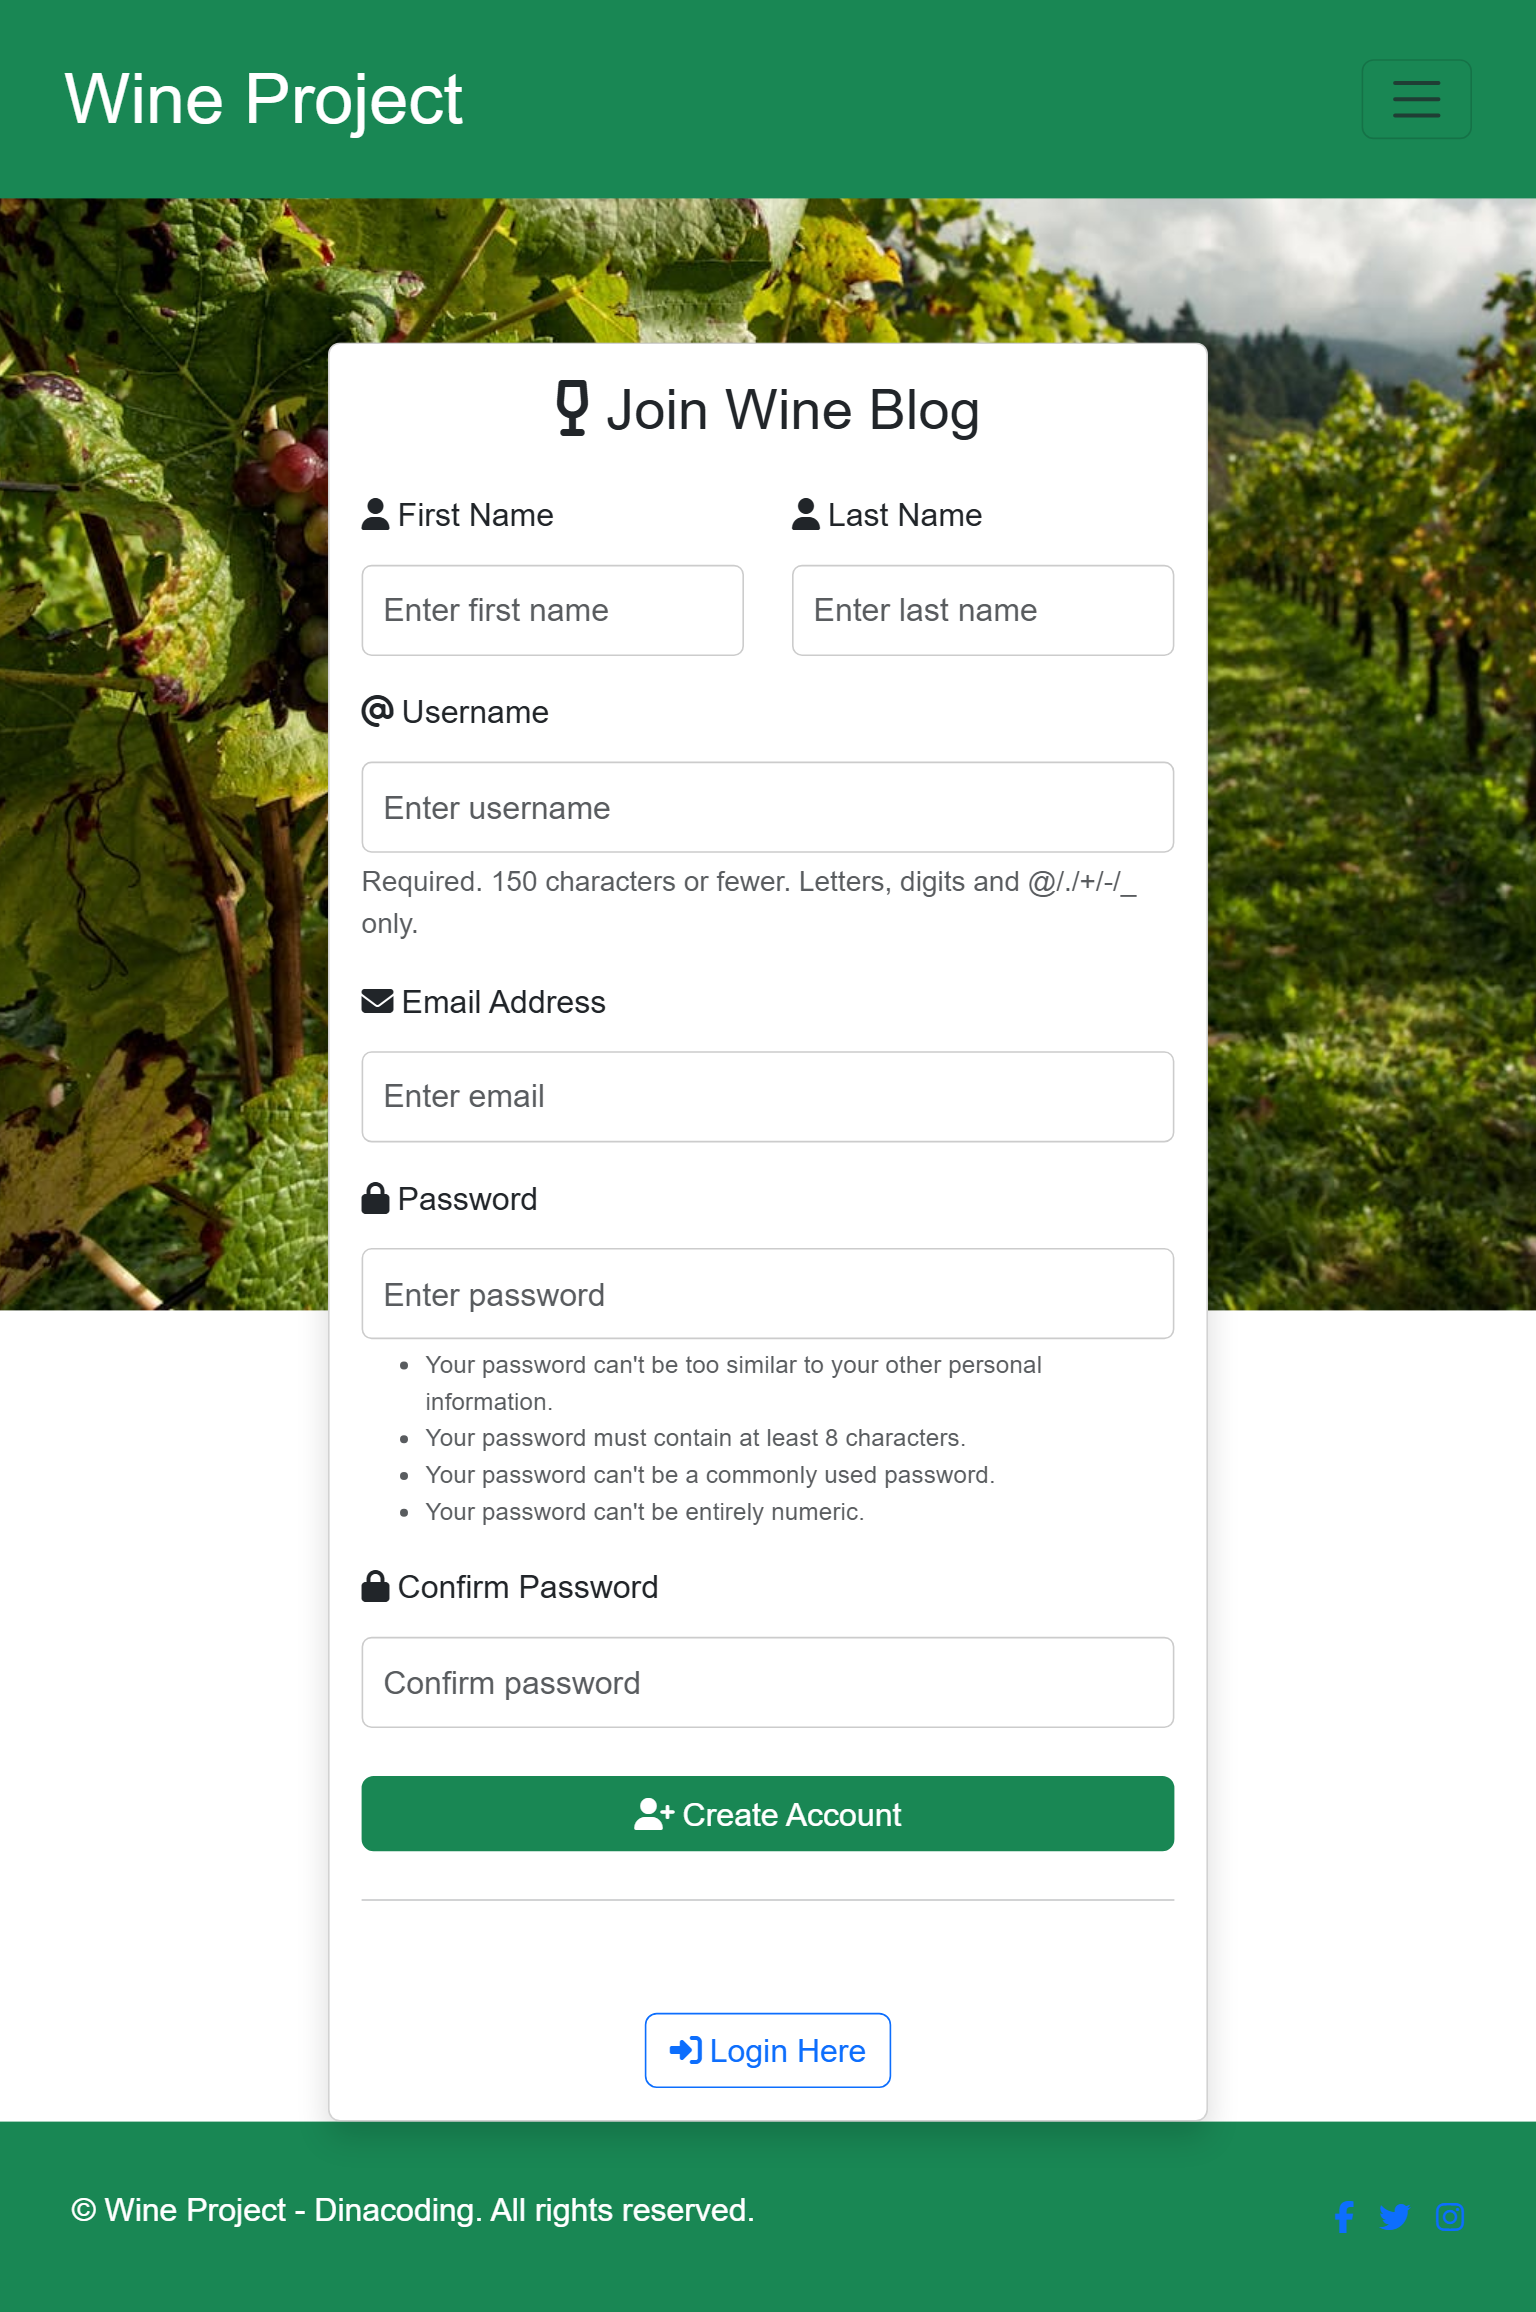 Wine Project
Join Wine Blog
First Name
Last Name
Enter first name
Enter last name
Username
Enter username
Required. 150 characters or fewer. Letters, digits and @/./+/-/_
only.
Email Address
Enter email
Password
Enter password
Your password can't be too similar to your other personal
information.
Your password must contain at least 8 characters.
Your password can't be a commonly used password.
Your password can't be entirely numeric.
Confirm Password
Confirm password
Create Account
Login Here
© Wine Project - Dinacoding. All rights reserved.